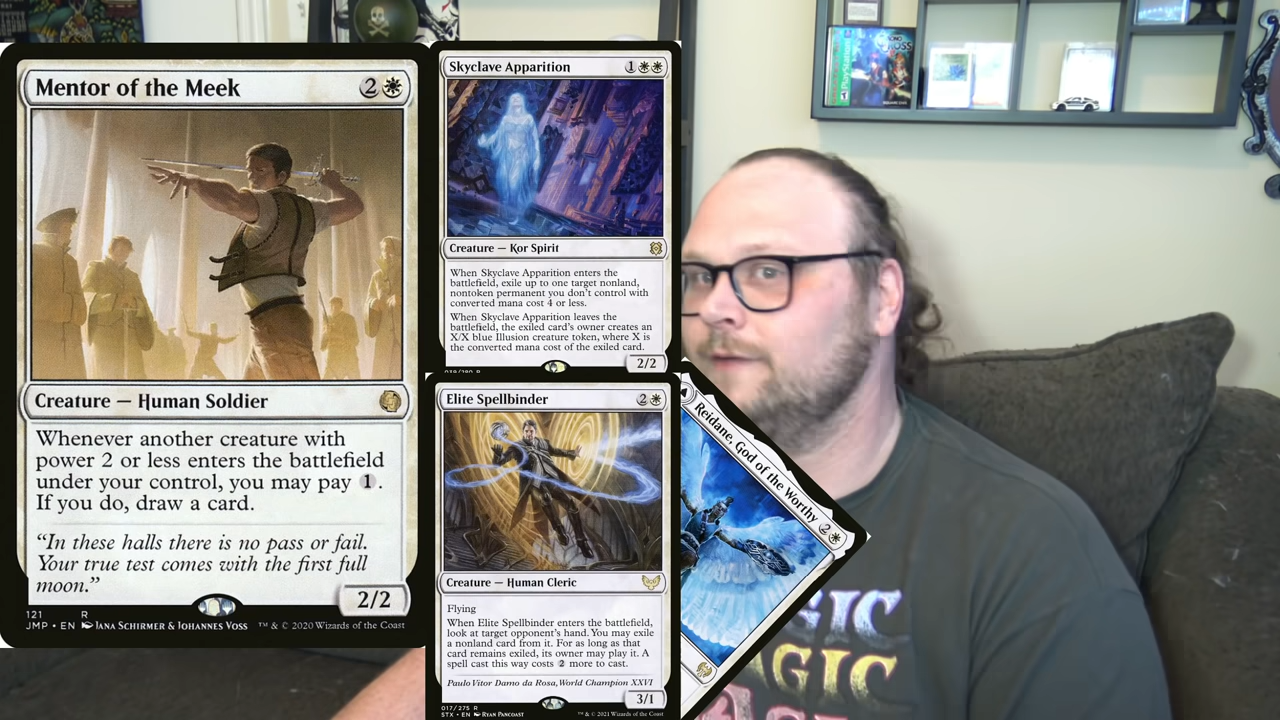 Mentor of the Meek 2
Creature — Human Soldier
Whenever another creature with
power 2 or less enters the battlefield
under your control, you may pay 1.
If you do, draw a card.
“In these halls there is no pass or fail.
Your true test comes with the first full
moon.”
2/2
121 R
JMP • EN Jana Schirmer & Johannes Voss ™ & © 2020 Wizards of the Coast
Skyclave Apparition 1
Creature — Kor Spirit
When Skyclave Apparition enters the
battlefield, exile up to one target nonland,
nontoken permanent you don't control with
converted mana cost 4 or less.
When Skyclave Apparition leaves the
battlefield, the exiled card's owner creates an
X/X blue Illusion creature token, where X is
the converted mana cost of the exiled card.
2/2
Elite Spellbinder 2
Creature — Human Cleric
Flying
When Elite Spellbinder enters the battlefield,
look at target opponent's hand. You may exile
a nonland card from it. For as long as that
card remains exiled, its owner may play it. A
spell cast this way costs 2 more to cast.
Paulo Vitor Damo da Rosa, World Champion XXVI
3/1
017/275 R
STX • EN Ryan Pancoast ™ & © 2021 Wizards of the Coast
Reidane, God of the Worthy 2
PlayStation
CROSS
MAGIC